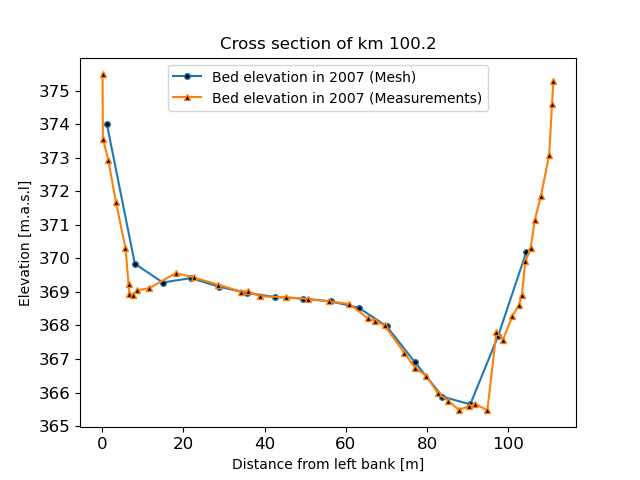 Cross section of km 100.2
Bed elevation in 2007 (Mesh)
Bed elevation in 2007 (Measurements)
Elevation [m.a.s.l]
375
374
373
372
371
370
369
368
367
366
365
0 20 40 60 80 100
Distance from left bank [m]